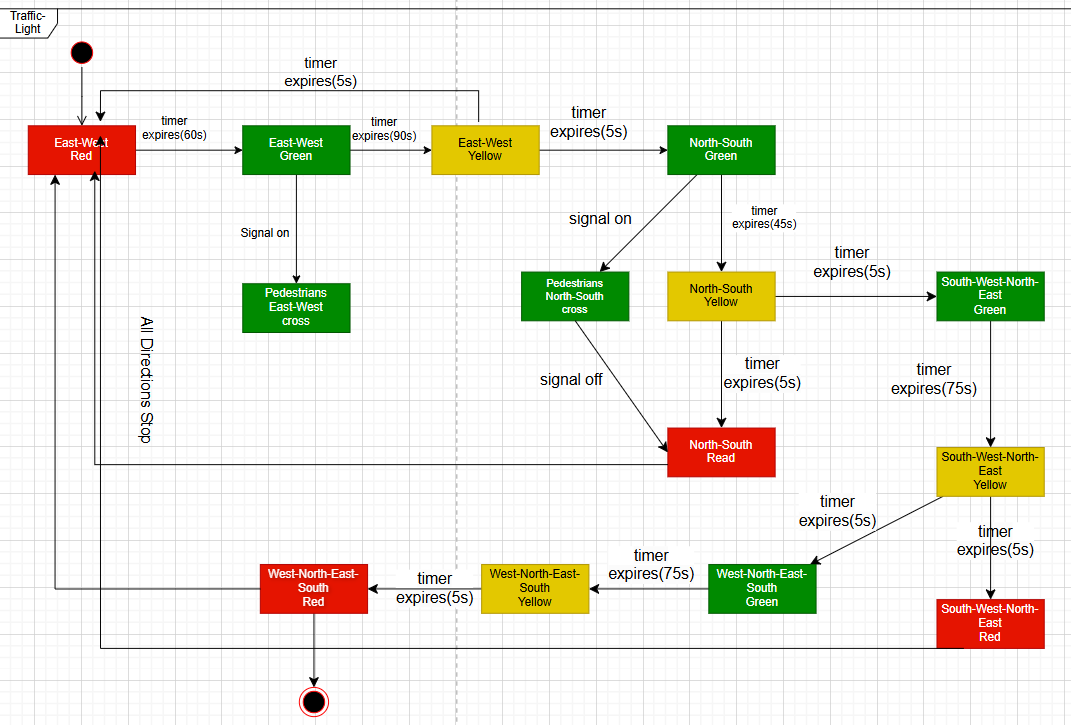 Traffic-
Light
timer
expires(5s)
East-West
Red
timer
expires(60s)
East-West
Green
timer
expires(90s)
East-West
Yellow
timer
expires(5s)
North-South
Green
Signal on
signal on
timer
expires(45s)
Pedestrians
East-West
cross
Pedestrians
North-South
cross
North-South
Yellow
timer
expires(5s)
South-West-North-
East
Green
All Directions Stop
signal off
timer
expires(5s)
timer
expires(75s)
North-South
Read
South-West-North-
East
Yellow
timer
expires(5s)
timer
expires(5s)
West-North-East-
South
Red
timer
expires(5s)
West-North-East-
South
Yellow
timer
expires(75s)
West-North-East-
South
Green
South-West-North-
East
Red